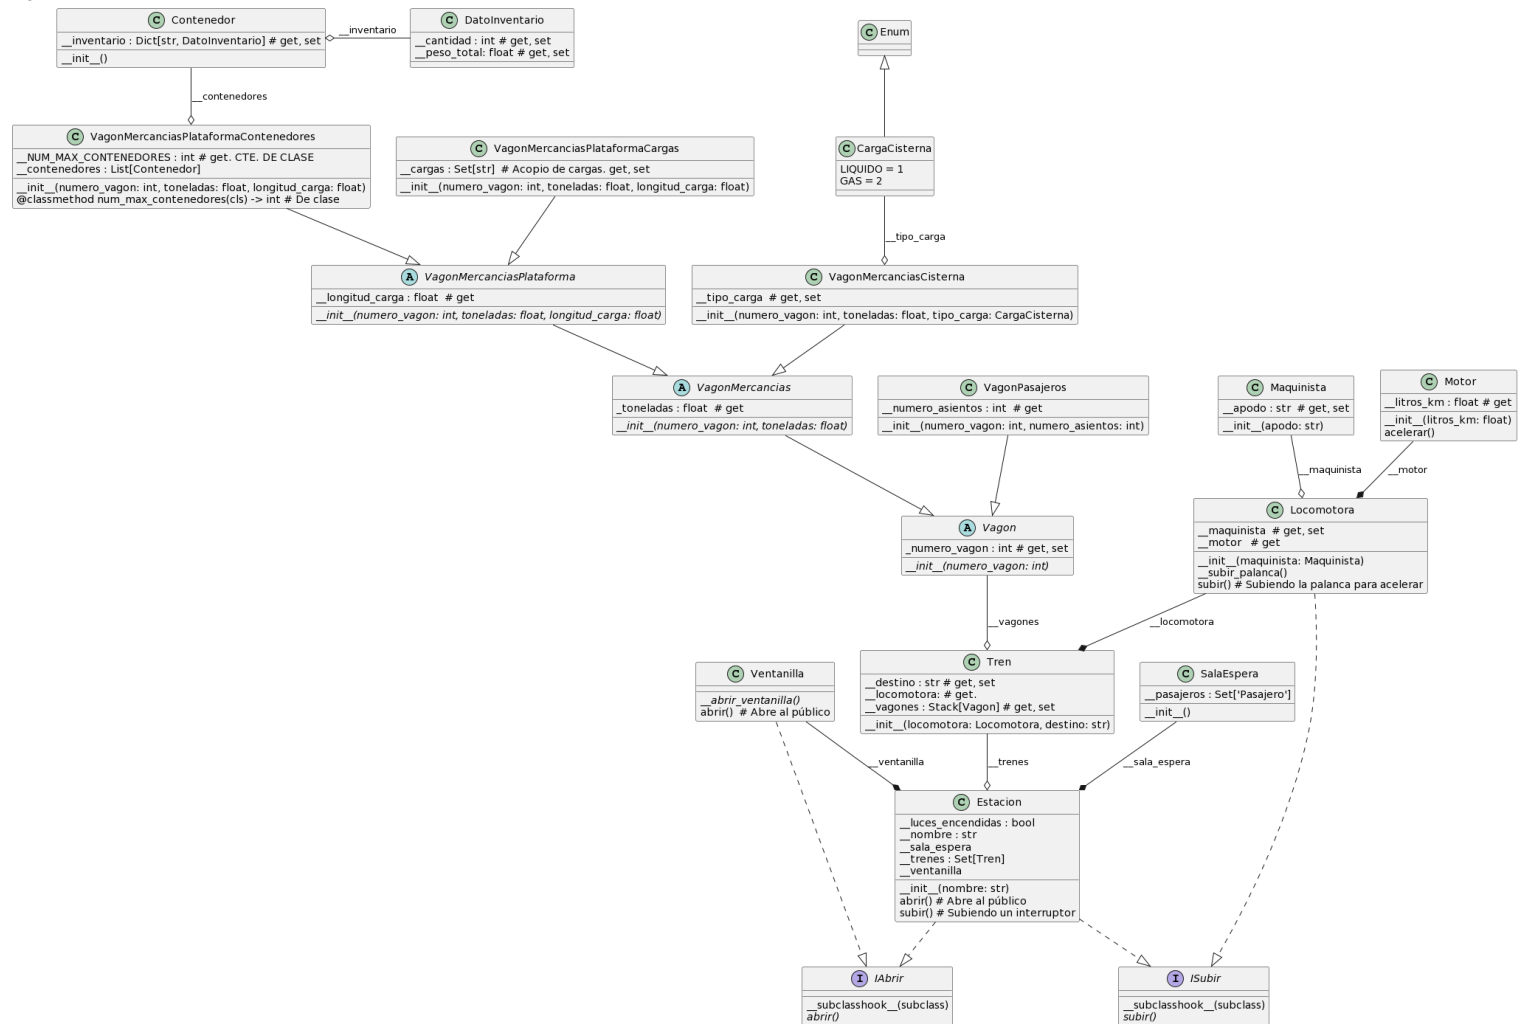 C Contenedor
__inventario : Dict[str, DatoInventario] # get, set
__init__()
__inventario
C DatoInventario
__cantidad : int # get, set
__peso_total: float # get, set
C Enum
__contenedores
C VagonMercanciasPlataformaContenedores
__NUM_MAX_CONTENEDORES : int # get. CTE. DE CLASE
__contenedores : List[Contenedor]
__init__(numero_vagon: int, toneladas: float, longitud_carga: float)
@classmethod num_max_contenedores(cls) -> int # De clase
C VagonMercanciasPlataformaCargas
__cargas : Set[str]  # Acopio de cargas. get, set
__init__(numero_vagon: int, toneladas: float, longitud_carga: float)
C CargaCisterna
LIQUIDO = 1
GAS = 2
__tipo_carga
A VagonMercanciasPlataforma
__longitud_carga : float  # get
__init__(numero_vagon: int, toneladas: float, longitud_carga: float)
C VagonMercanciasCisterna
__tipo_carga  # get, set
__init__(numero_vagon: int, toneladas: float, tipo_carga: CargaCisterna)
A VagonMercancias
_toneladas : float  # get
__init__(numero_vagon: int, toneladas: float)
C VagonPasajeros
__numero_asientos : int  # get
__init__(numero_vagon: int, numero_asientos: int)
C Maquinista
__apodo : str  # get, set
__init__(apodo: str)
C Motor
__litros_km : float # get
__init__(litros_km: float)
acelerar()
__maquinista
__motor
A Vagon
_numero_vagon : int # get, set
__init__(numero_vagon: int)
C Locomotora
__maquinista  # get, set
__motor   # get
__init__(maquinista: Maquinista)
__subir_palanca()
subir() # Subiendo la palanca para acelerar
__vagones
__locomotora
C Ventanilla
__abrir_ventanilla()
abrir()  # Abre al público
C Tren
__destino : str # get, set
__locomotora: # get.
__vagones : Stack[Vagon] # get, set
__init__(locomotora: Locomotora, destino: str)
C SalaEspera
__pasajeros : Set['Pasajero']
__init__()
__ventanilla
__trenes
__sala_espera
C Estacion
__luces_encendidas : bool
__nombre : str
__sala_espera
__trenes : Set[Tren]
__ventanilla
__init__(nombre: str)
abrir() # Abre al público
subir() # Subiendo un interruptor
I IAbrir
__subclasshook__(subclass)
abrir()
I ISubir
__subclasshook__(subclass)
subir()